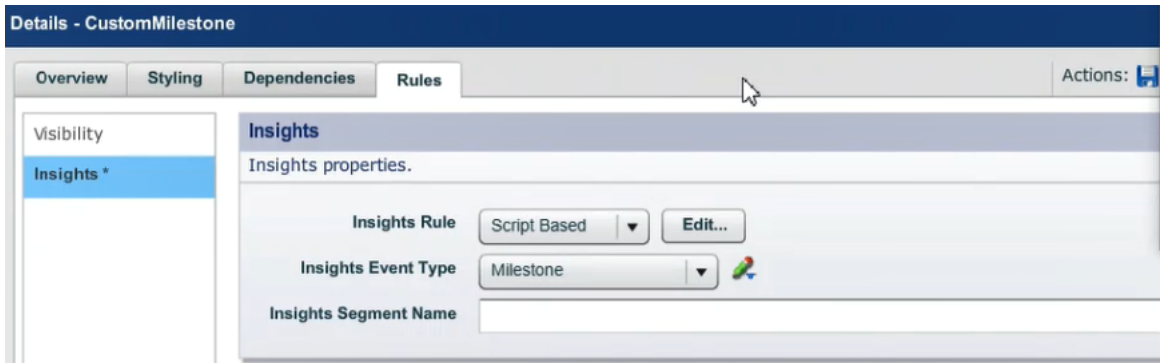 Details - CustomMilestone
Overview Styling Dependencies Rules Actions:
Visibility
Insights *
Insights
Insights properties.
Insights Rule Script Based Edit...
Insights Event Type Milestone
Insights Segment Name